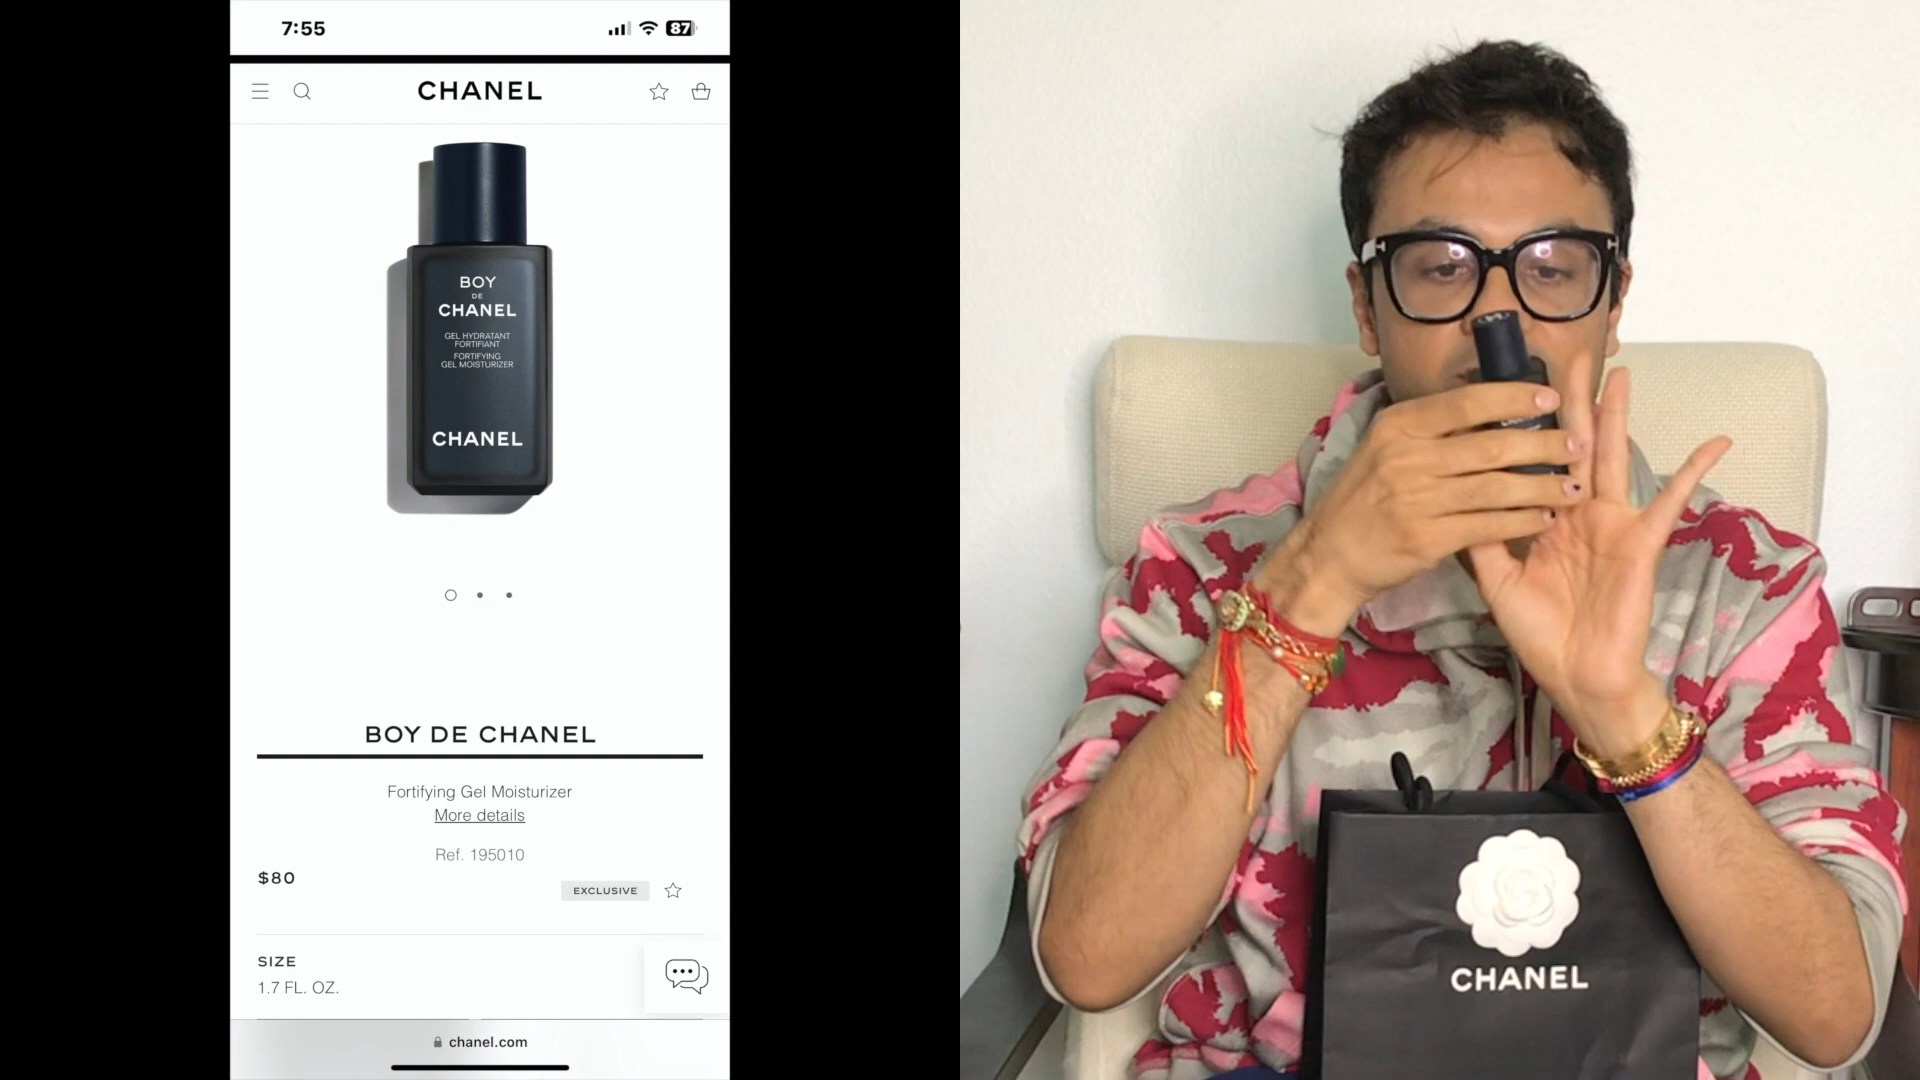 7:55
87
CHANEL
BOY
DE
CHANEL
GEL HYDRATANT
FORTIFIANT
FORTIFYING
GEL MOISTURIZER
CHANEL
BOY DE CHANEL
Fortifying Gel Moisturizer
More details
Ref. 195010
$80
EXCLUSIVE
SIZE
1.7 FL. OZ.
chanel.com
CHANEL